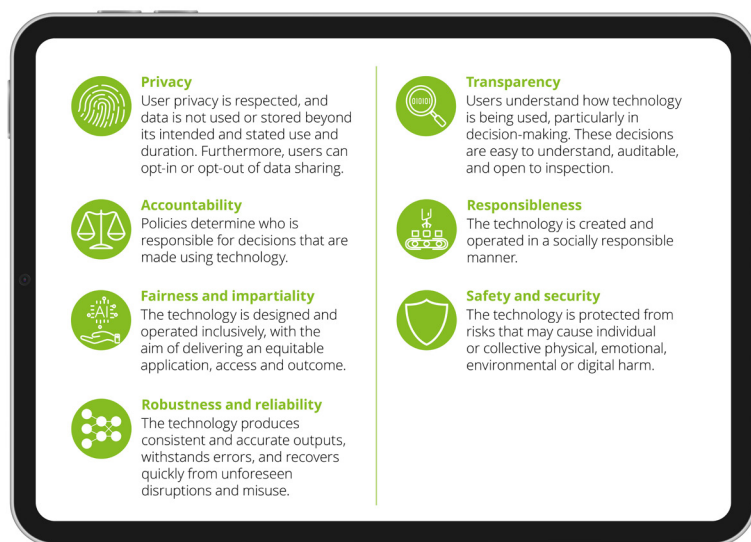 Privacy
User privacy is respected, and
data is not used or stored beyond
its intended and stated use and
duration. Furthermore, users can
opt-in or opt-out of data sharing.
Accountability
Policies determine who is
responsible for decisions that are
made using technology.
Fairness and impartiality
The technology is designed and
operated inclusively, with the
aim of delivering an equitable
application, access and outcome.
Robustness and reliability
The technology produces
consistent and accurate outputs,
withstands errors, and recovers
quickly from unforeseen
disruptions and misuse.
Transparency
Users understand how technology
is being used, particularly in
decision-making. These decisions
are easy to understand, auditable,
and open to inspection.
Responsibleness
The technology is created and
operated in a socially responsible
manner.
Safety and security
The technology is protected from
risks that may cause individual
or collective physical, emotional,
environmental or digital harm.
AI
010101